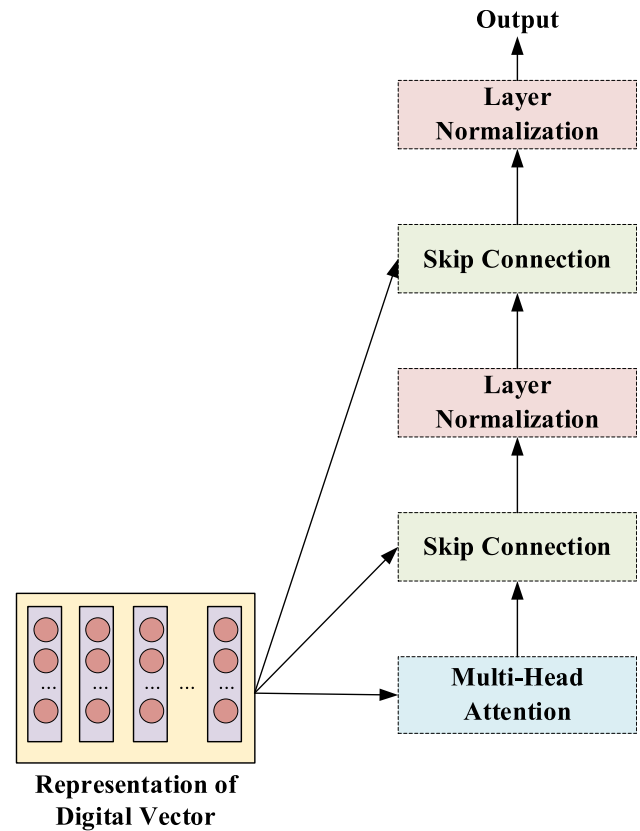 Output
Layer
Normalization
Skip Connection
Layer
Normalization
Skip Connection
Multi-Head
Attention
... ... ... ... ...
Representation of
Digital Vector